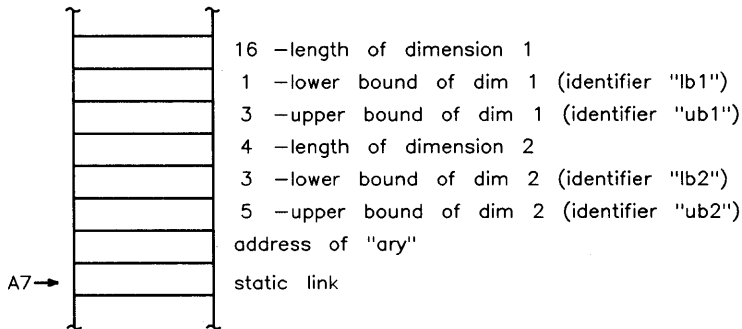 16 –length of dimension 1
1 –lower bound of dim 1 (identifier "lb1")
3 –upper bound of dim 1 (identifier "ub1")
4 –length of dimension 2
3 –lower bound of dim 2 (identifier "lb2")
5 –upper bound of dim 2 (identifier "ub2")
address of "ary"
A7 static link